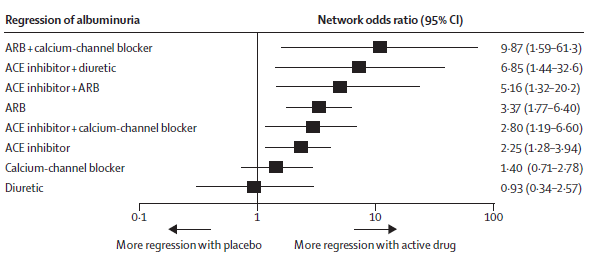 Regression of albuminuria Network odds ratio (95% CI)
ARB + calcium-channel blocker 9·87 (1·59–61·3)
ACE inhibitor + diuretic 6·85 (1·44–32·6)
ACE inhibitor + ARB 5·16 (1·32–20·2)
ARB 3·37 (1·77–6·40)
ACE inhibitor + calcium-channel blocker 2·80 (1·19–6·60)
ACE inhibitor 2·25 (1·28–3·94)
Calcium-channel blocker 1·40 (0·71–2·78)
Diuretic 0·93 (0·34–2·57)
0·1 1 10 100
More regression with placebo More regression with active drug